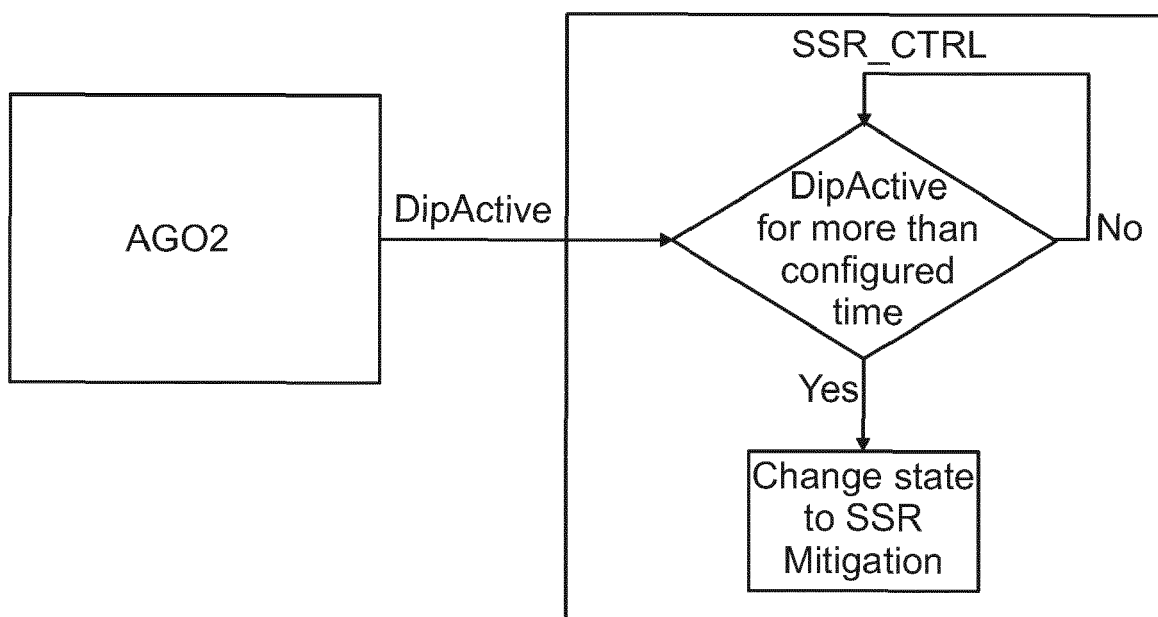 SSR_CTRL
AGO2
DipActive
DipActive
for more than
configured
time
No
Yes
Change state
to SSR
Mitigation